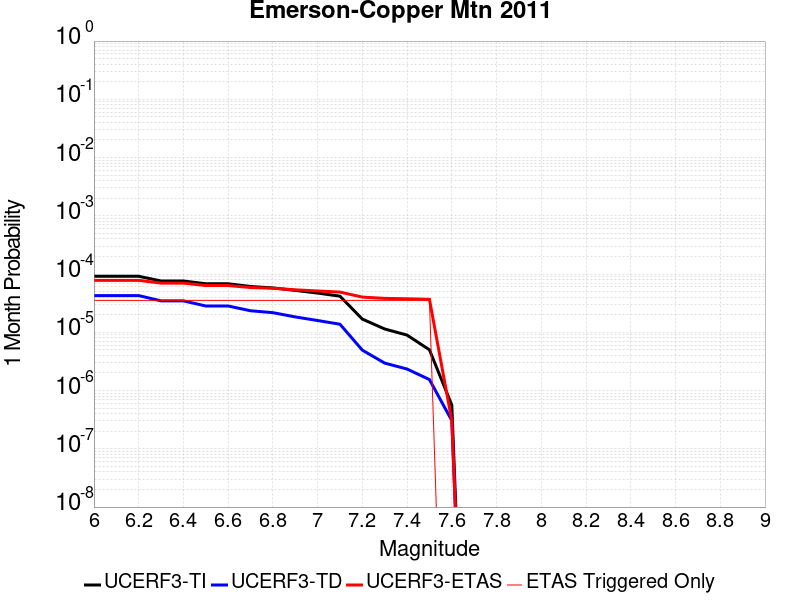 Emerson-Copper Mtn 2011
1 Month Probability
10^0
10^-1
10^-2
10^-3
10^-4
10^-5
10^-6
10^-7
10^-8
6 6.2 6.4 6.6 6.8 7 7.2 7.4 7.6 7.8 8 8.2 8.4 8.6 8.8 9
Magnitude
UCERF3-TI UCERF3-TD UCERF3-ETAS ETAS Triggered Only